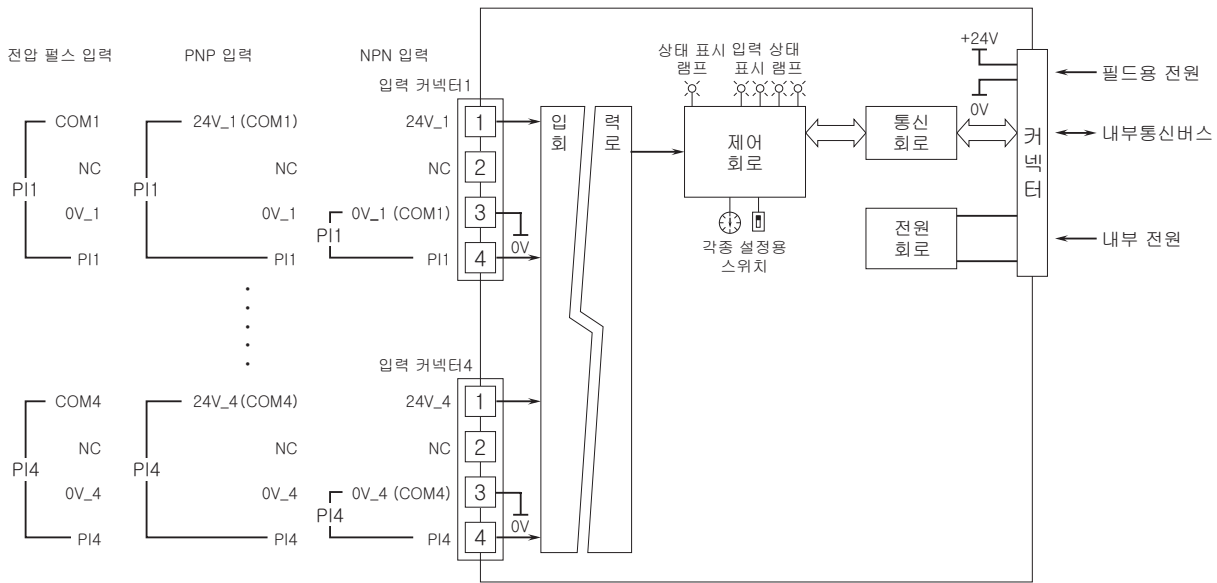 전압 펄스 입력
PNP 입력
NPN 입력
입력 커넥터1
COM1
24V_1(COM1)
24V_1
1
NC
NC
NC
2
PI1
PI1
0V_1
0V_1
0V_1 (COM1)
3
PI1
0V
PI1
PI1
PI1
4
입력 커넥터4
COM4
24V_4(COM4)
24V_4
1
NC
NC
NC
2
PI4
PI4
0V_4
0V_4
0V_4 (COM4)
3
PI4
0V
PI4
PI4
PI4
4
입 력
회 로
상태 표시
램프
입력 상태
표시 램프
제어
회로
각종 설정용
스위치
통신
회로
전원
회로
+24V
0V
커넥터
필드용 전원
내부통신버스
내부 전원